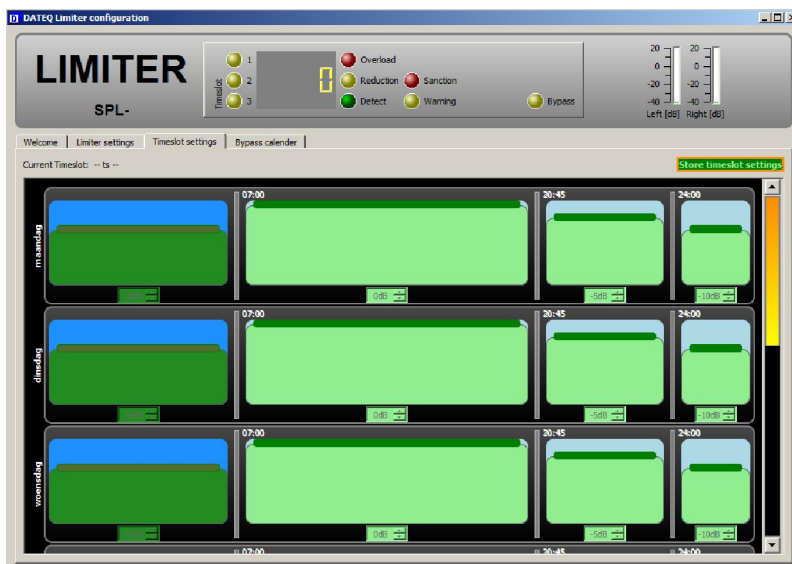 DATEQ Limiter configuration
LIMITER
SPL-
Timeslot
1
2
3
0
Overload
Reduction
Sanction
Detect
Warning
Bypass
20
0
-20
-40
20
0
-20
-40
Left [dB] Right [dB]
Welcome Limiter settings Timeslot settings Bypass calender
Current Timeslot: -- ts --
Store timeslot settings
maandag
07:00 20:45 24:00
0dB -5dB -10dB
dinsdag
07:00 20:45 24:00
0dB -5dB -10dB
woensdag
07:00 20:45 24:00
0dB -5dB -10dB
07:00 20:45 24:00